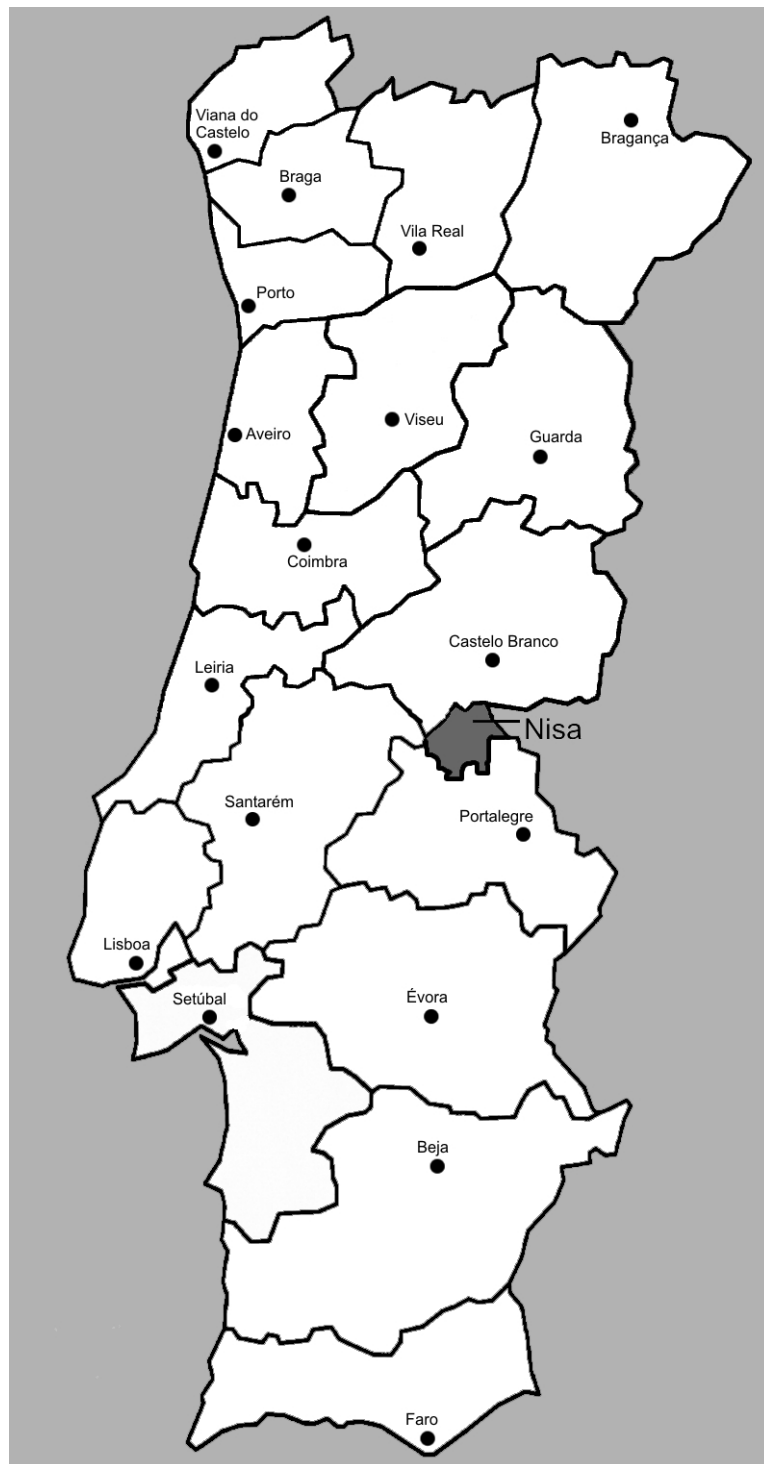 Viana do
Castelo
Bragança
Braga
Vila Real
Porto
Viseu
Aveiro
Guarda
Coimbra
Castelo Branco
Leiria
Nisa
Santarém
Portalegre
Lisboa
Setúbal
Évora
Beja
Faro